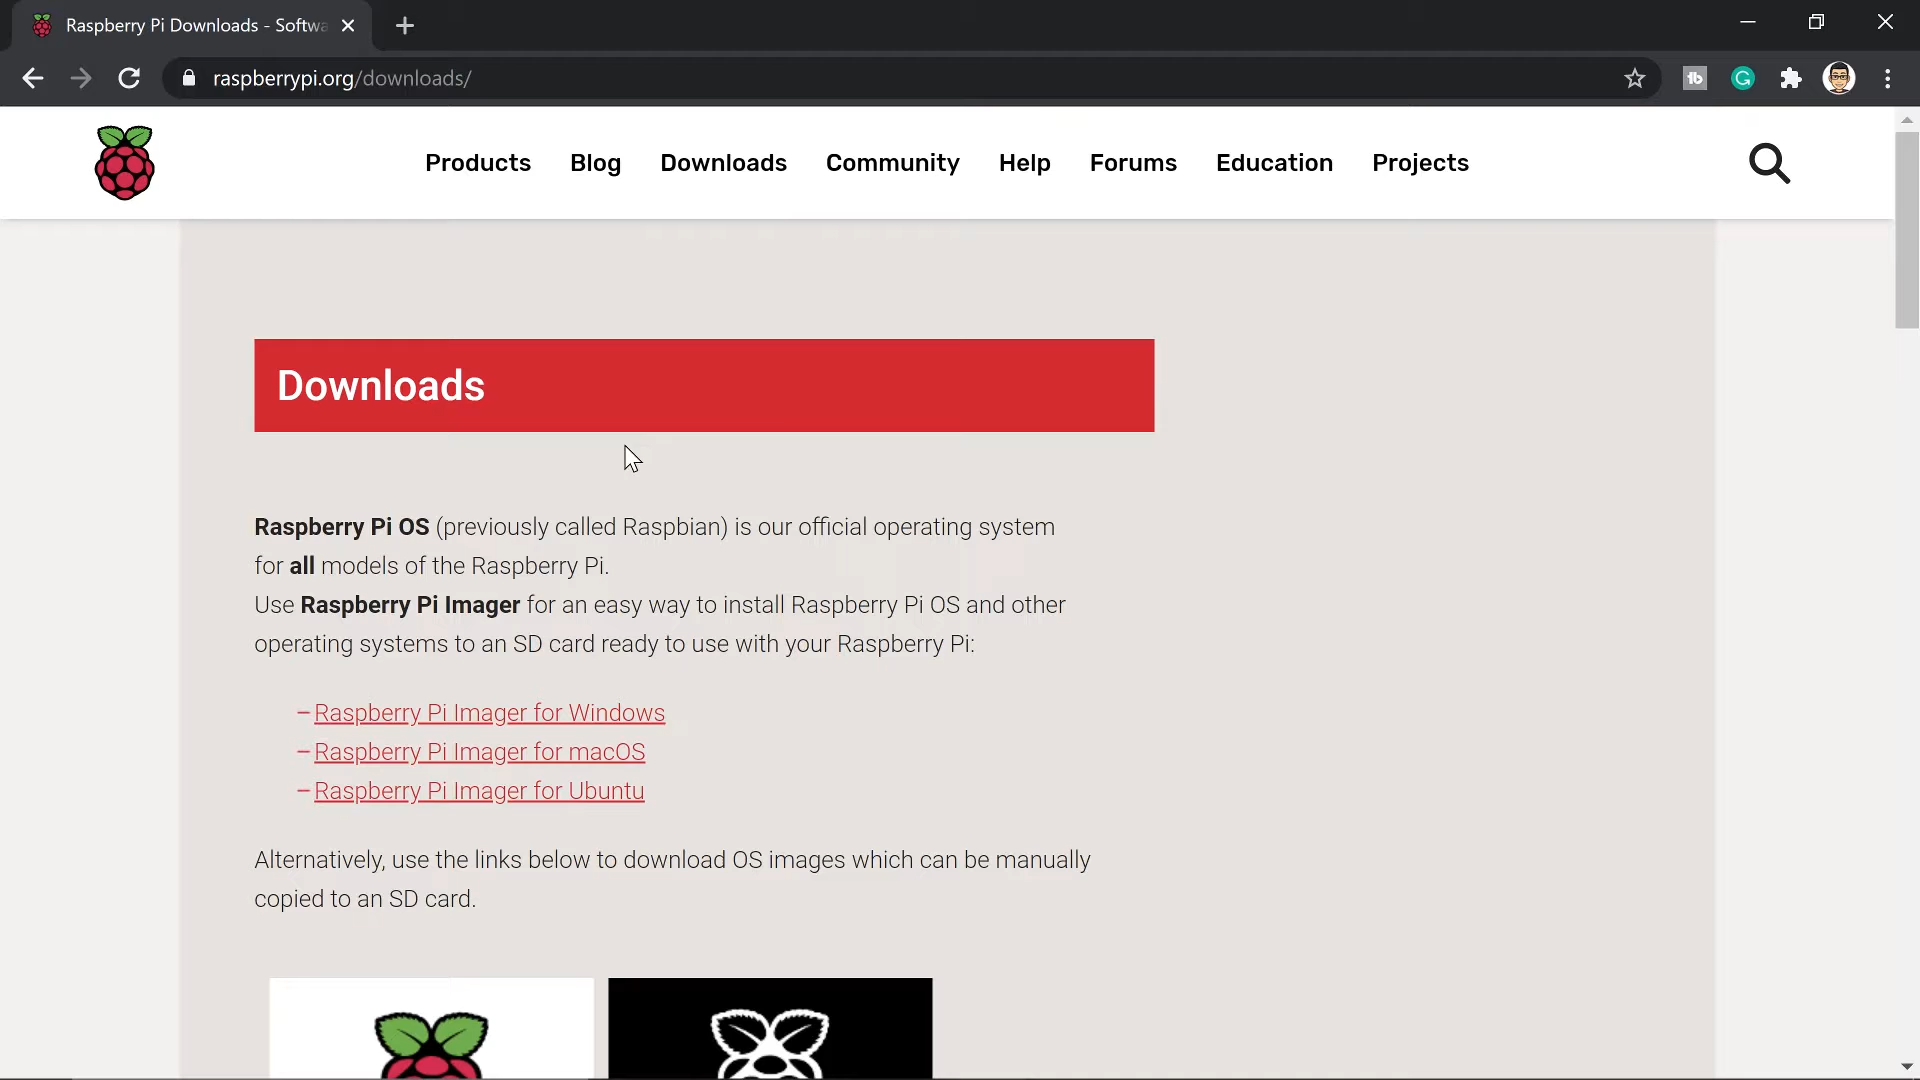 Raspberry Pi Downloads - Softwa
raspberrypi.org/downloads/
tb
G
Products
Blog
Downloads
Community
Help
Forums
Education
Projects
Downloads
Raspberry Pi OS (previously called Raspbian) is our official operating system
for all models of the Raspberry Pi.
Use Raspberry Pi Imager for an easy way to install Raspberry Pi OS and other
operating systems to an SD card ready to use with your Raspberry Pi:
– Raspberry Pi Imager for Windows
– Raspberry Pi Imager for macOS
– Raspberry Pi Imager for Ubuntu
Alternatively, use the links below to download OS images which can be manually
copied to an SD card.